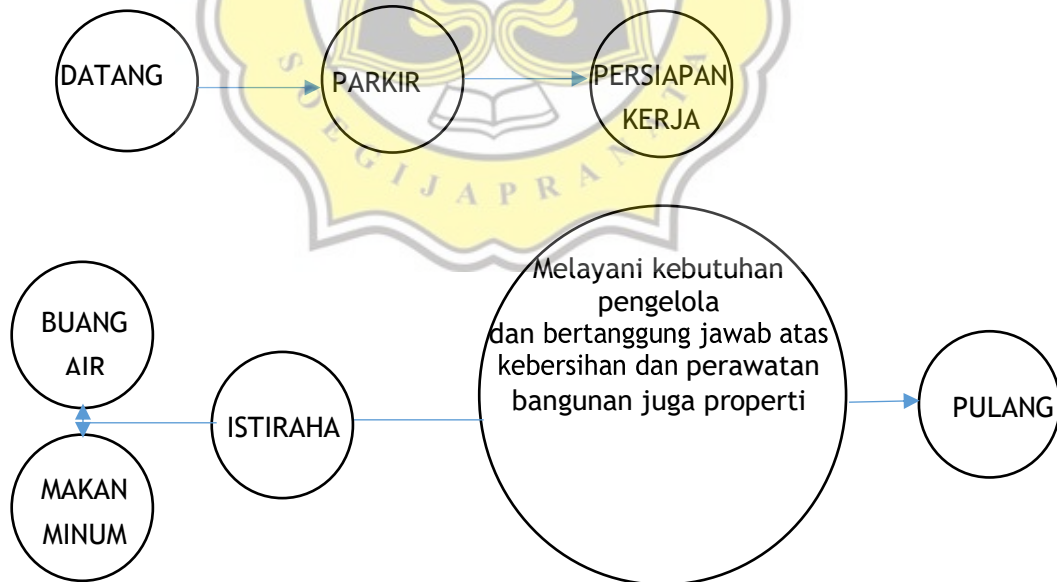 DATANG
PARKIR
PERSIAPAN
KERJA
SOEGIJAPRANATA
Melayani kebutuhan
pengelola
dan bertanggung jawab atas
kebersihan dan perawatan
bangunan juga properti
BUANG
AIR
ISTIRAHA
PULANG
MAKAN
MINUM